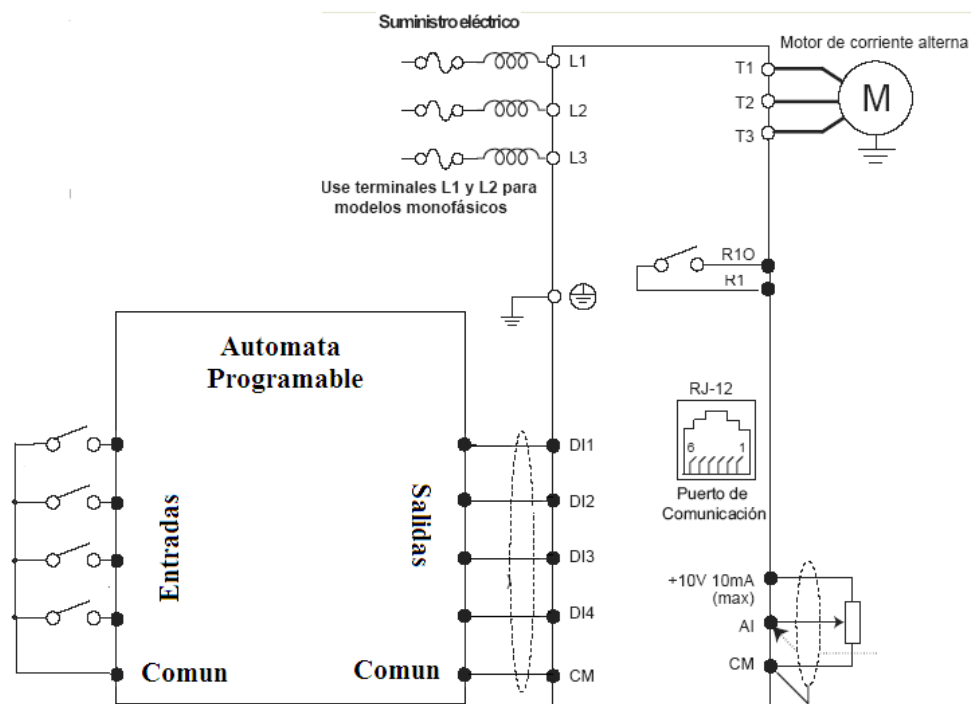 Suministro eléctrico
L1
L2
L3
Use terminales L1 y L2 para
modelos monofásicos
Motor de corriente alterna
T1
T2
T3
M
R1O
R1
Automata
Programable
Entradas
Salidas
Comun
Comun
DI1
DI2
DI3
DI4
CM
RJ-12
6 1
Puerto de
Comunicación
+10V 10mA
(max)
AI
CM